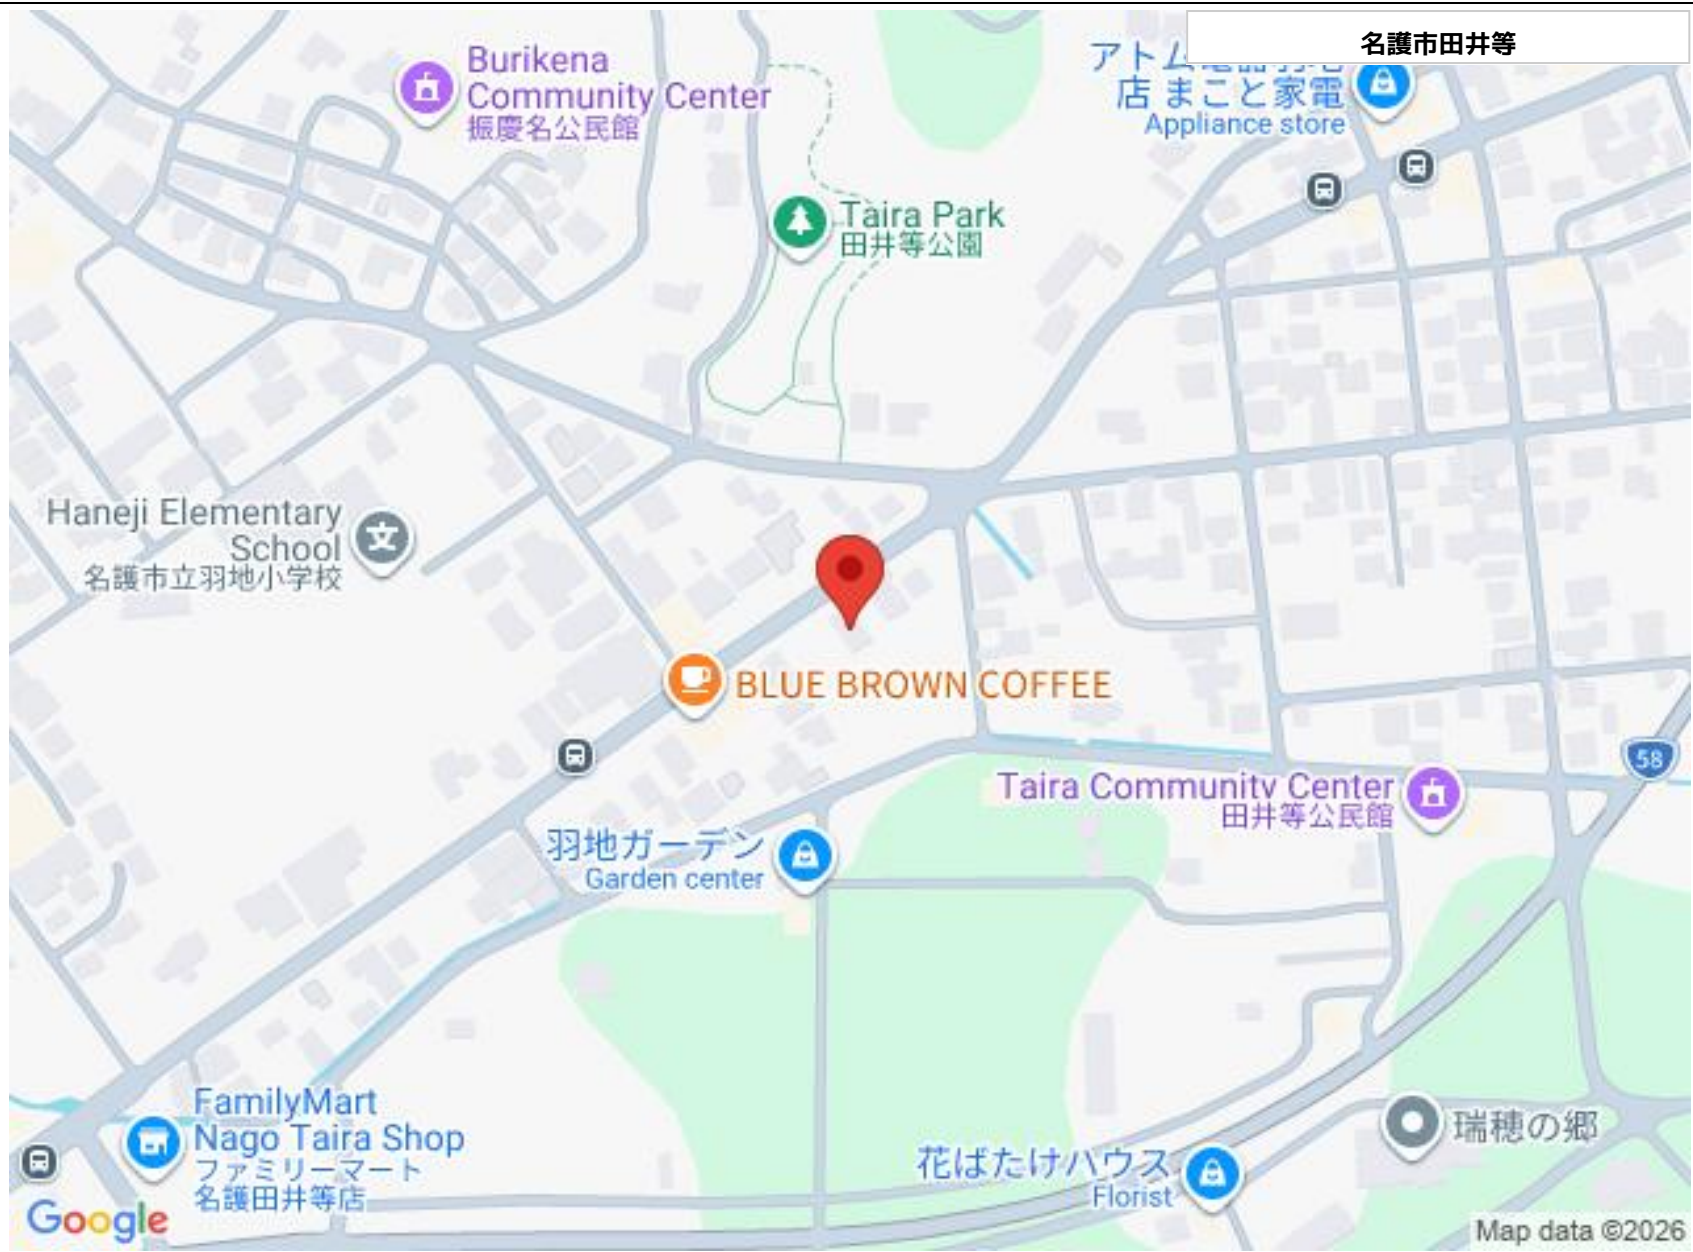 名護市田井等
Burikena
Community Center
振慶名公民館
店 まこと家電
Appliance store
Taira Park
田井等公園
Haneji Elementary
School
名護市立羽地小学校
BLUE BROWN COFFEE
58
Taira Community Center
田井等公民館
羽地ガーデン
Garden center
FamilyMart
Nago Taira Shop
ファミリーマート
名護田井等店
瑞穂の郷
花ばたけハウス
Florist
Google
Map data ©2026